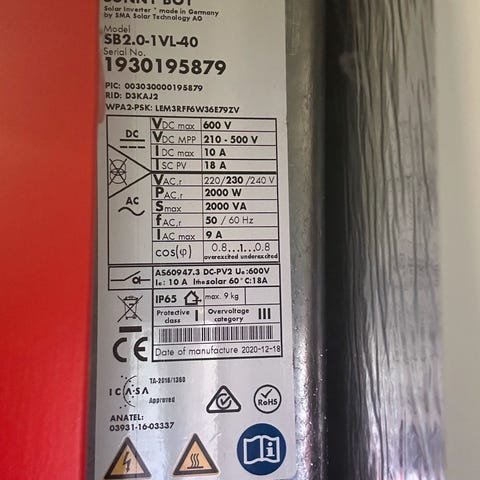 SUNNY BOY
Solar Inverter * made in Germany
by SMA Solar Technology AG
Model
SB2.0-1VL-40
Serial No.
1930195879
PIC: 003030000195879
RID: D3KAJ2
WPA2-PSK: LEM3RFF6W36E79ZV
DC
VDC max 600 V
VDC MPP 210 - 500 V
IDC max 10 A
ISC PV 18 A
AC
VAC,r 220/230/240 V
PAC,r 2000 W
Smax 2000 VA
fAC,r 50 / 60 Hz
IAC max 9 A
cos(φ) 0.8...1...0.8
overexcited underexcited
AS60947.3 DC-PV2 Ue:600V
Ie: 10 A Ithesolar 60°C:18A
IP65 max. 9 kg
Protective class I Overvoltage category III
Date of manufacture 2020-12-18
CE
ICASA TA-2016/1360
Approved
RoHS
ANATEL:
03931-16-03337